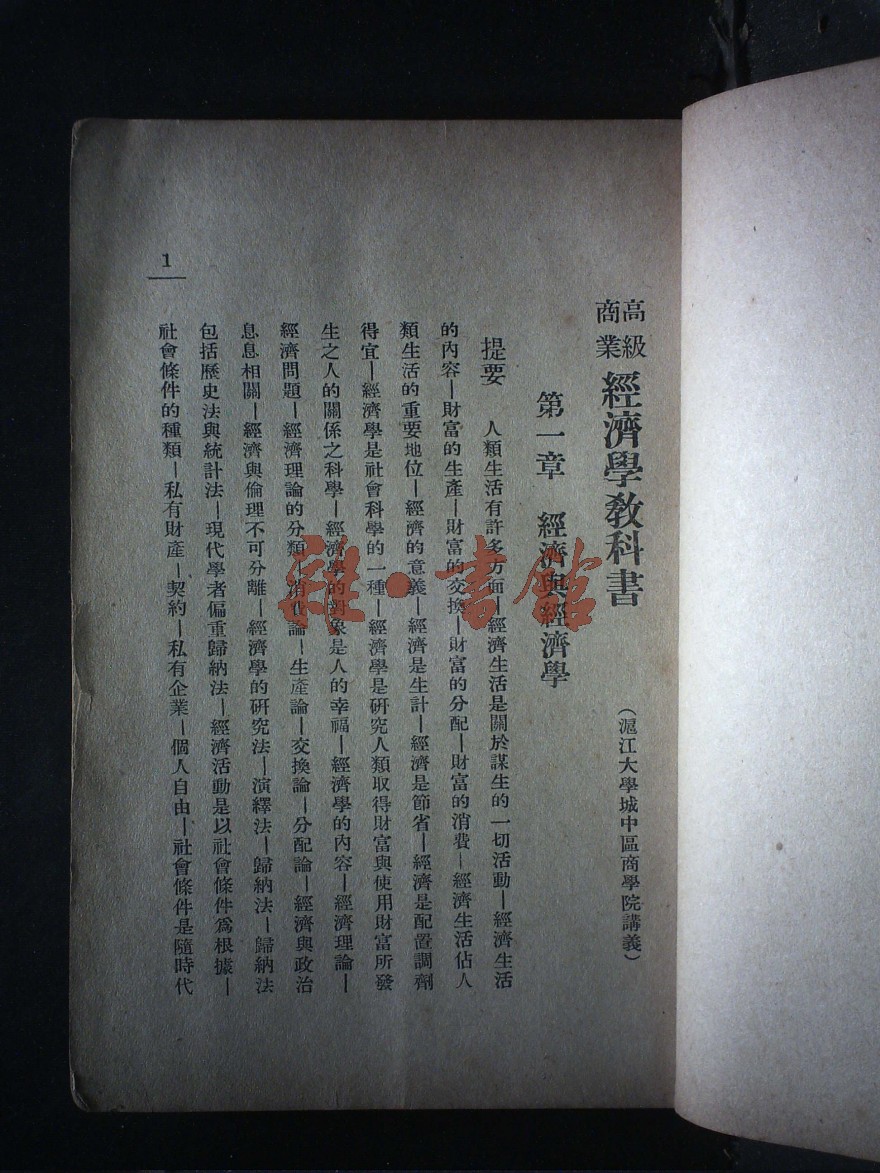 高級商業 經濟學教科書 (滬江大學城中區商學院講義)
第一章 經濟與經濟學
提要 人類生活有許多方面—經濟生活是關於謀生的一切活動—經濟生活
的內容—財富的生產—財富的交換—財富的分配—財富的消費—經濟生活佔人
類生活的重要地位—經濟的意義—經濟是生計—經濟是節省—經濟是配置調劑
得宜—經濟學是社會科學的一種—經濟學是研究人類取得財富與使用財富所發
生之人的關係之科學—經濟學的對象是人的幸福—經濟學的內容—經濟理論—
經濟問題—經濟理論的分類—消費論—生產論—交換論—分配論—經濟與政治
息息相關—經濟與倫理不可分離—經濟學的研究法—演繹法—歸納法—歸納法
包括歷史法與統計法—現代學者偏重歸納法—經濟活動是以社會條件爲根據—
社會條件的種類—私有財產—契約—私有企業—個人自由—社會條件是隨時代
1
雜·書館